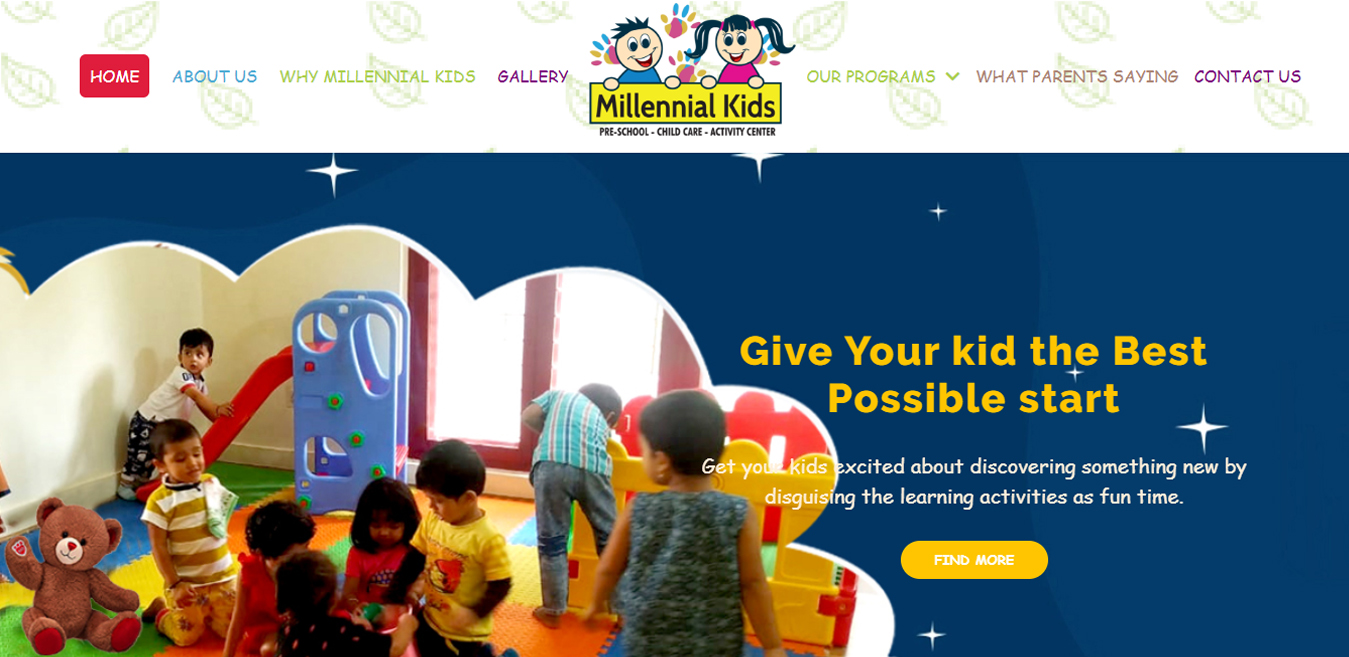 HOME
ABOUT US
WHY MILLENNIAL KIDS
GALLERY
Millennial Kids
PRE-SCHOOL - CHILD CARE - ACTIVITY CENTER
OUR PROGRAMS
WHAT PARENTS SAYING
CONTACT US
Give Your kid the Best
Possible start
Get your kids excited about discovering something new by
disguising the learning activities as fun time.
FIND MORE